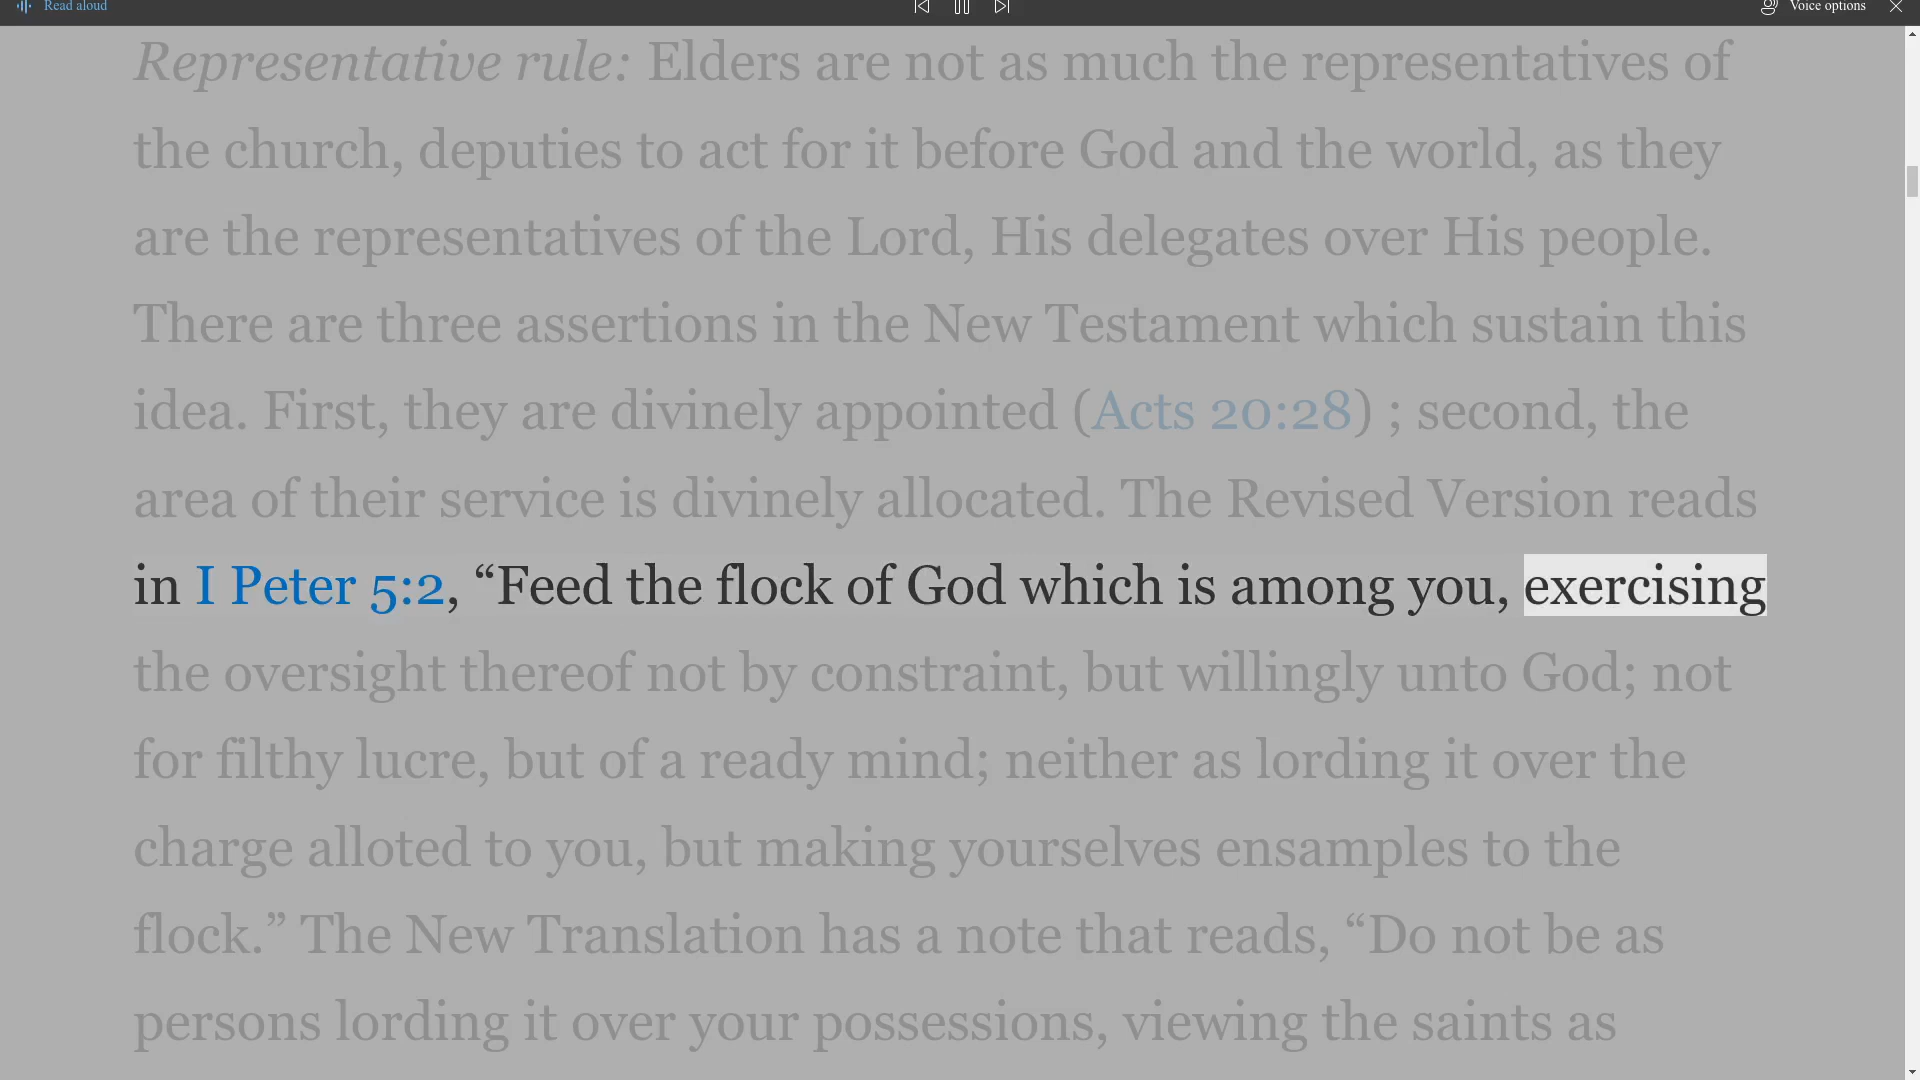 Read aloud
Voice options
Representative rule: Elders are not as much the representatives of
the church, deputies to act for it before God and the world, as they
are the representatives of the Lord, His delegates over His people.
There are three assertions in the New Testament which sustain this
idea. First, they are divinely appointed (Acts 20:28) ; second, the
area of their service is divinely allocated. The Revised Version reads
in I Peter 5:2, “Feed the flock of God which is among you, exercising
the oversight thereof not by constraint, but willingly unto God; not
for filthy lucre, but of a ready mind; neither as lording it over the
charge alloted to you, but making yourselves ensamples to the
flock.” The New Translation has a note that reads, “Do not be as
persons lording it over your possessions, viewing the saints as